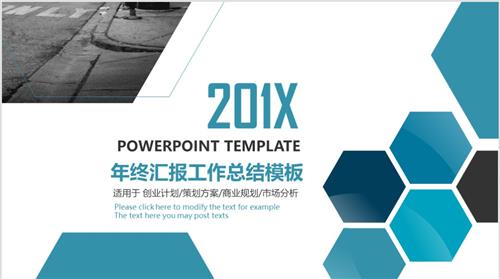 201X
POWERPOINT TEMPLATE
年终汇报工作总结模板
适用于 创业计划/策划方案/商业规划/市场分析
Please click here to modify the text for example
The text here you may post texts